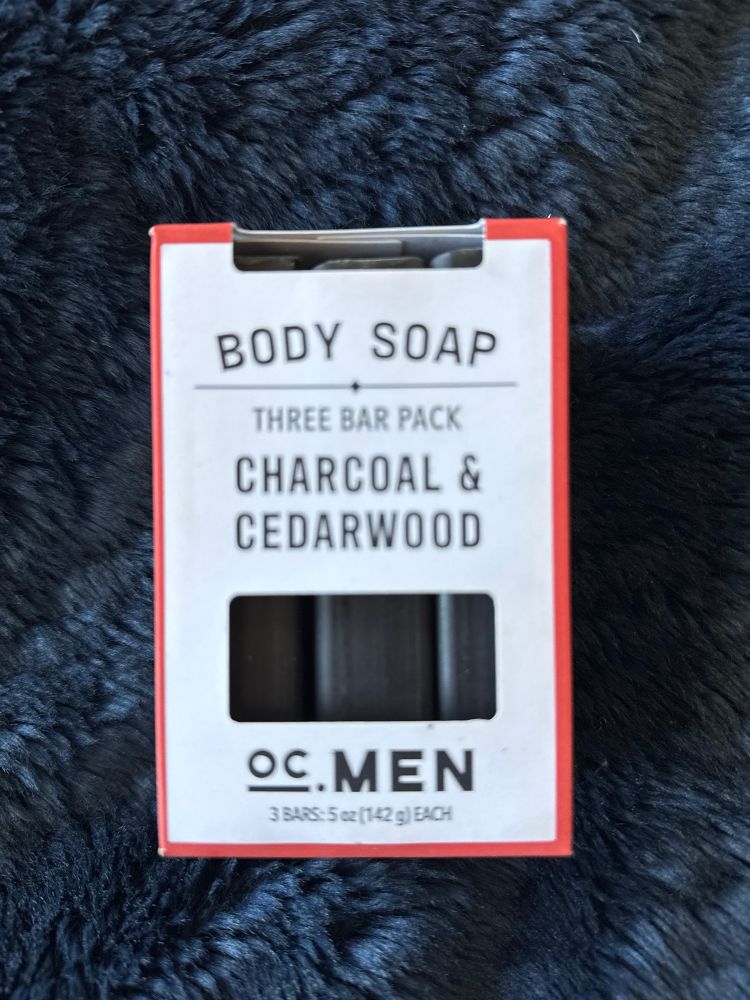 BODY SOAP
THREE BAR PACK
CHARCOAL &
CEDARWOOD
OC.MEN
3 BARS: 5 oz (142 g) EACH